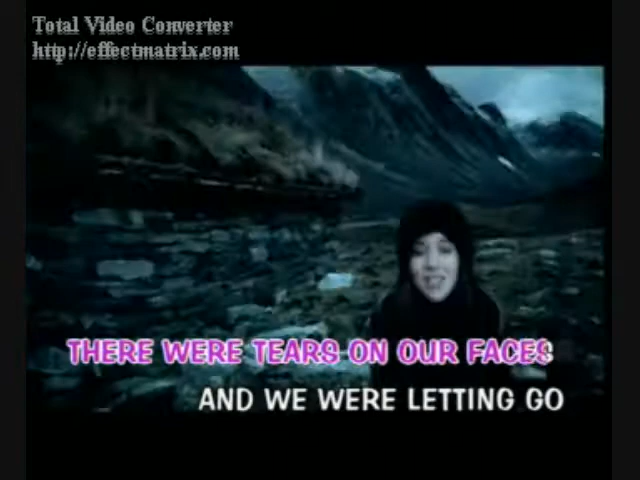 Total Video Converter
http://effectmatrix.com
THERE WERE TEARS ON OUR FACES
AND WE WERE LETTING GO